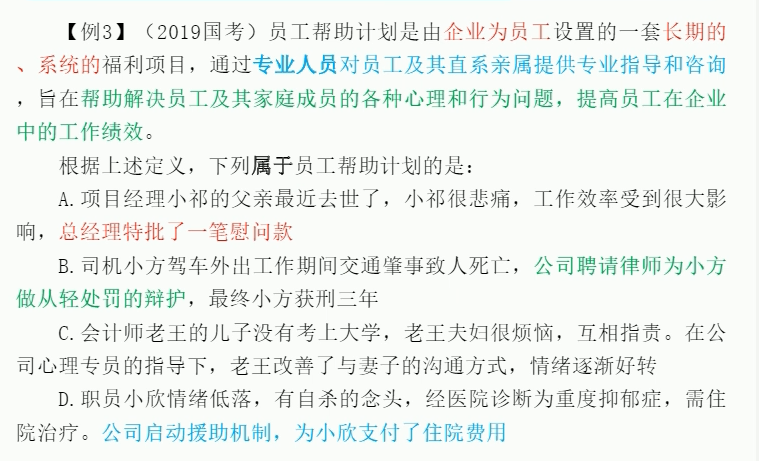 【例3】（2019国考）员工帮助计划是由企业为员工设置的一套长期的
、系统的福利项目，通过专业人员对员工及其直系亲属提供专业指导和咨询
，旨在帮助解决员工及其家庭成员的各种心理和行为问题，提高员工在企业
中的工作绩效。
根据上述定义，下列属于员工帮助计划的是：
A.项目经理小祁的父亲最近去世了，小祁很悲痛，工作效率受到很大影
响，总经理特批了一笔慰问款
B.司机小方驾车外出工作期间交通肇事致人死亡，公司聘请律师为小方
做从轻处罚的辩护，最终小方获刑三年
C.会计师老王的儿子没有考上大学，老王夫妇很烦恼，互相指责。在公
司心理专员的指导下，老王改善了与妻子的沟通方式，情绪逐渐好转
D.职员小欣情绪低落，有自杀的念头，经医院诊断为重度抑郁症，需住
院治疗。公司启动援助机制，为小欣支付了住院费用